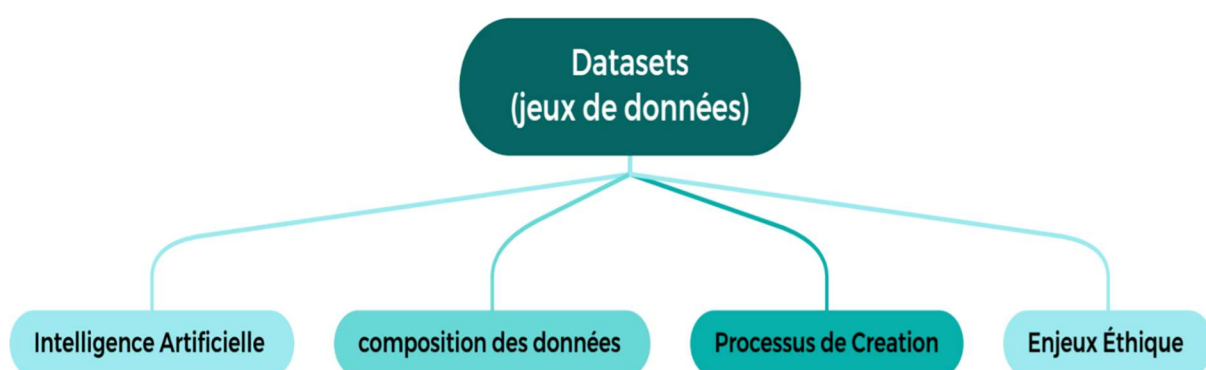 Datasets
(jeux de données)
Intelligence Artificielle
composition des données
Processus de Creation
Enjeux Éthique